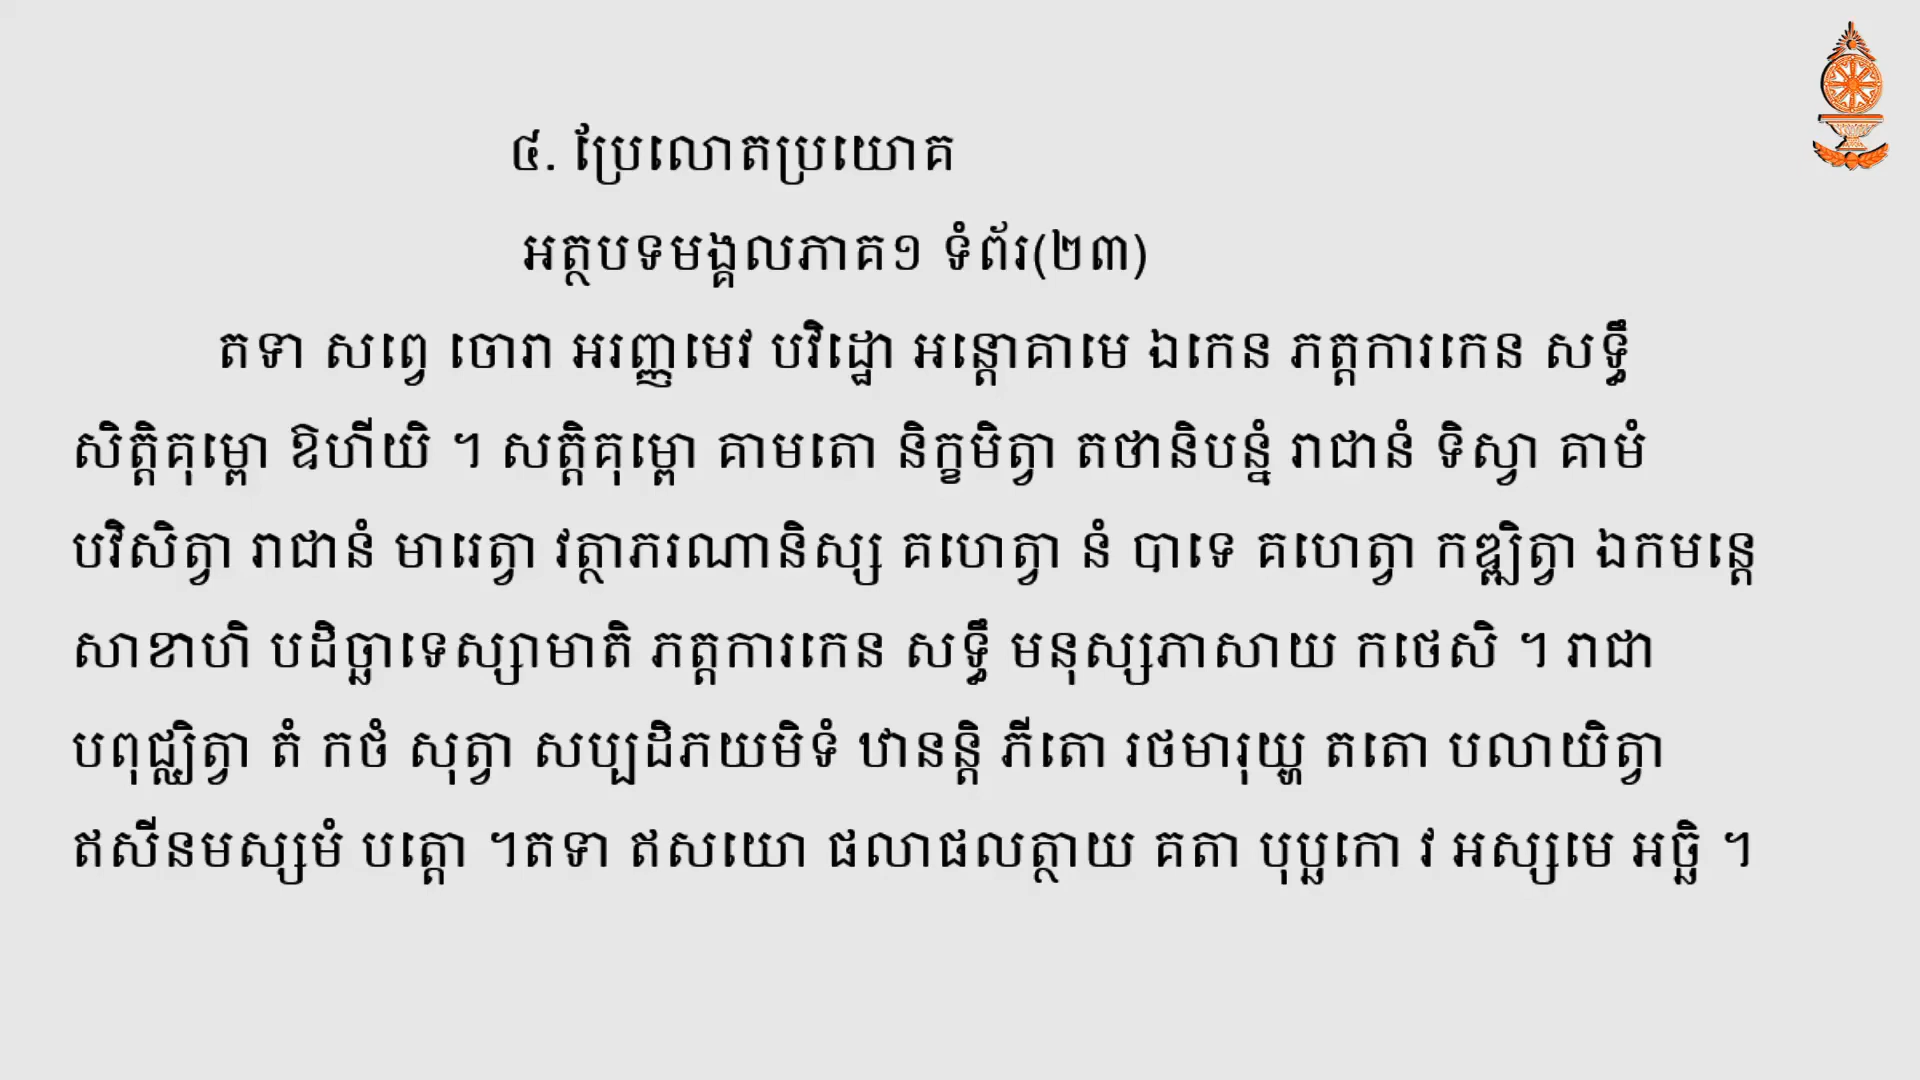 ៤. ប្រែលោតប្រយោគ
អត្ថបទមង្គលភាគ១ ទំព័រ(២៣)
តទា សព្វេ ចោរា អរញ្ញមេវ បវិដ្ឋោ អន្តោគាមេ ឯកេន ភត្តការកេន សទ្ធឹ
សិត្តិគុម្ពោ ឱហីយិ ។ សត្តិគុម្ពោ គាមតោ និក្ខមិត្វា តថានិបន្នំ រាជានំ ទិស្វា គាមំ
បវិសិត្វា រាជានំ មារេត្វា វត្ថាភរណានិស្ស គហេត្វា នំ បាទេ គហេត្វា កឌ្ឍិត្វា ឯកមន្តេ
សាខាហិ បដិច្ឆាទេស្សាមាតិ ភត្តការកេន សទ្ធឹ មនុស្សភាសាយ កថេសិ ។ រាជា
បពុជ្ឈិត្វា តំ កថំ សុត្វា សប្បដិភយមិទំ ឋានន្តិ ភីតោ រថមារុយ្ហ តតោ បលាយិត្វា
ឥសីនមស្សមំ បត្តោ ។តទា ឥសយោ ផលាផលត្ថាយ គតា បុប្ឆកោ វ អស្សមេ អច្ឆិ ។